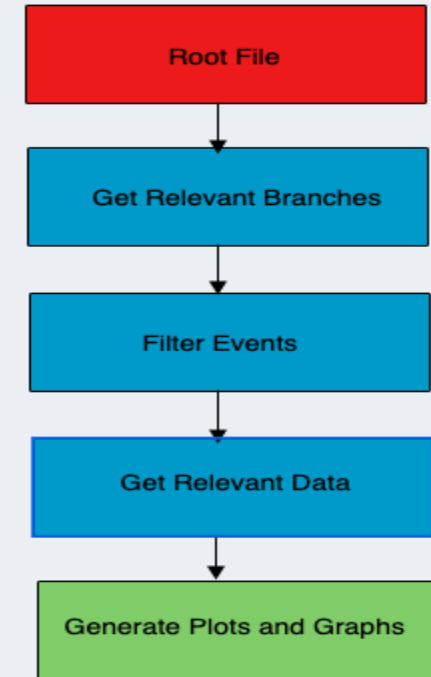 Root File
Get Relevant Branches
Filter Events
Get Relevant Data
Generate Plots and Graphs